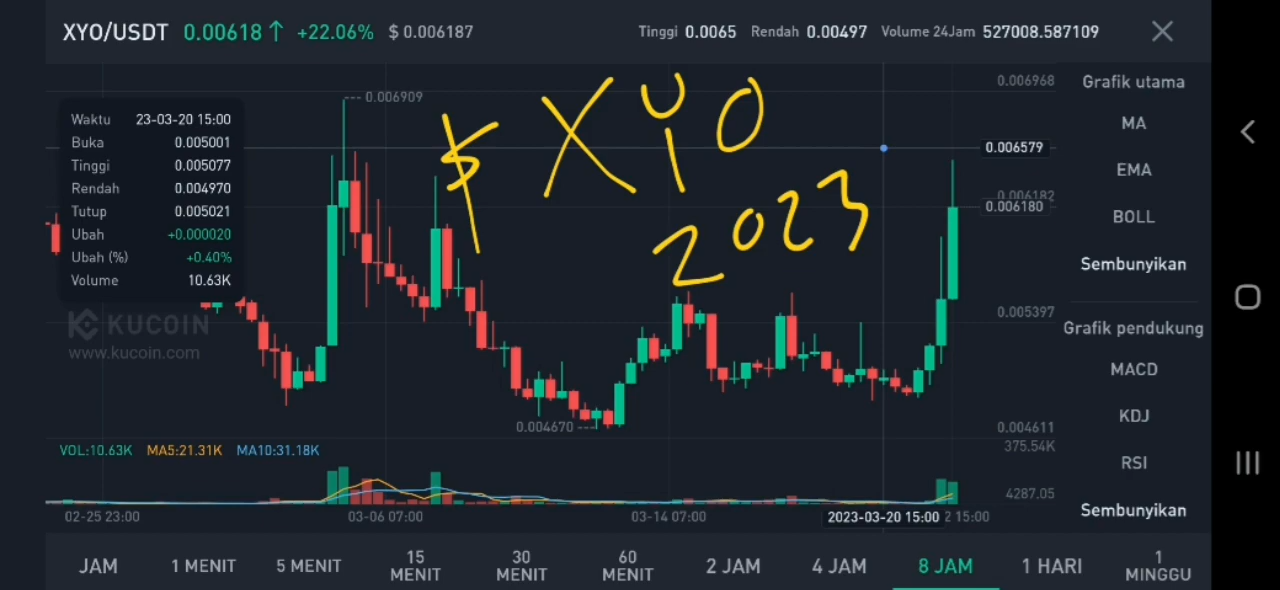 XYO/USDT 0.00618 ↑ +22.06% $ 0.006187 Tinggi 0.0065 Rendah 0.00497 Volume 24Jam 527008.587109
Waktu 23-03-20 15:00
Buka 0.005001
Tinggi 0.005077
Rendah 0.004970
Tutup 0.005021
Ubah +0.000020
Ubah (%) +0.40%
Volume 10.63K
0.006909
$ XYO
2023
0.006968
0.006579
0.006182
0.006180
0.005397
0.004670
0.004611
KUCOIN
www.kucoin.com
VOL:10.63K MA5:21.31K MA10:31.18K
375.54K
4287.05
02-25 23:00 03-06 07:00 03-14 07:00 2023-03-20 15:00 2 15:00
Grafik utama
MA
EMA
BOLL
Sembunyikan
Grafik pendukung
MACD
KDJ
RSI
Sembunyikan
JAM 1 MENIT 5 MENIT 15 MENIT 30 MENIT 60 MENIT 2 JAM 4 JAM 8 JAM 1 HARI 1 MINGGU